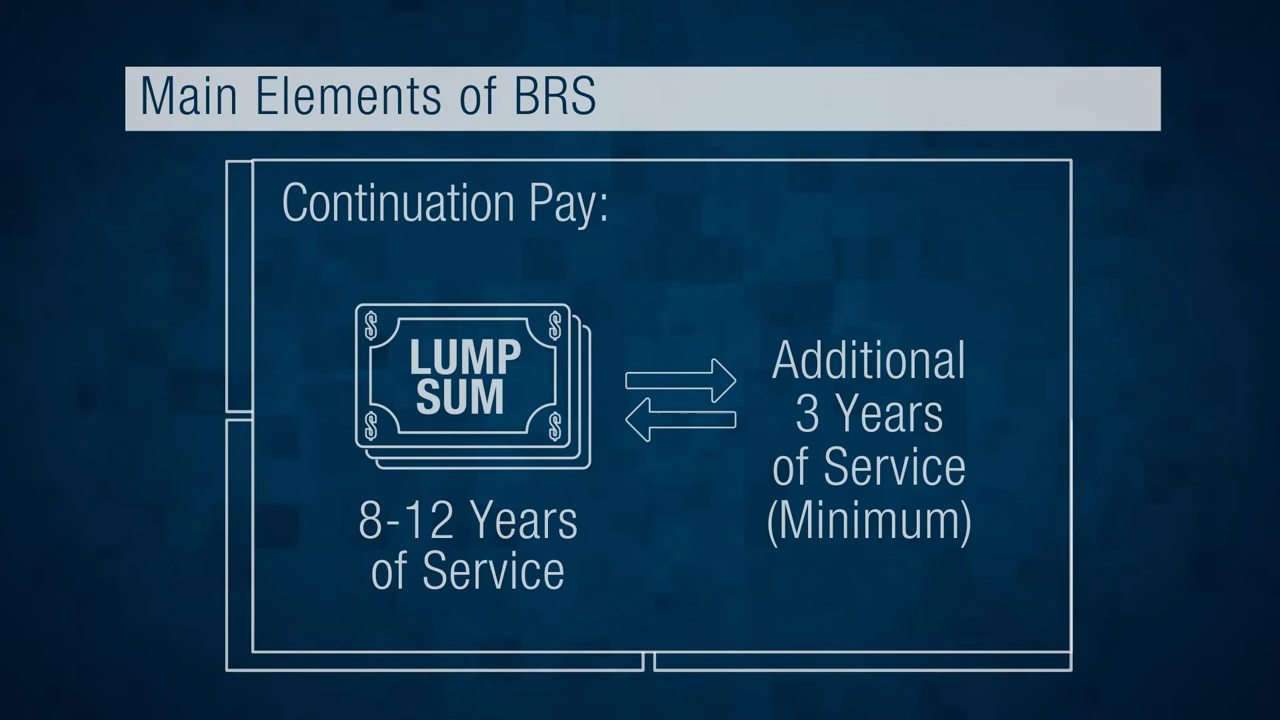 Main Elements of BRS
Continuation Pay:
$ $
LUMP
SUM
$ $
8-12 Years
of Service
Additional
3 Years
of Service
(Minimum)